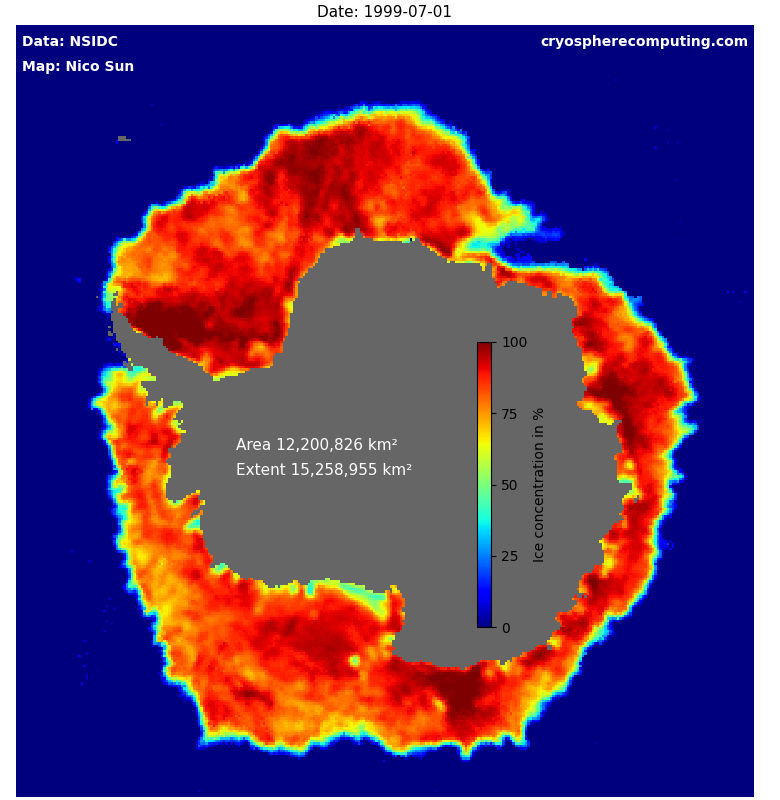 Date: 1999-07-01
Data: NSIDC
cryospherecomputing.com
Map: Nico Sun
100
75
50
25
0
Ice concentration in %
Area 12,200,826 km²
Extent 15,258,955 km²